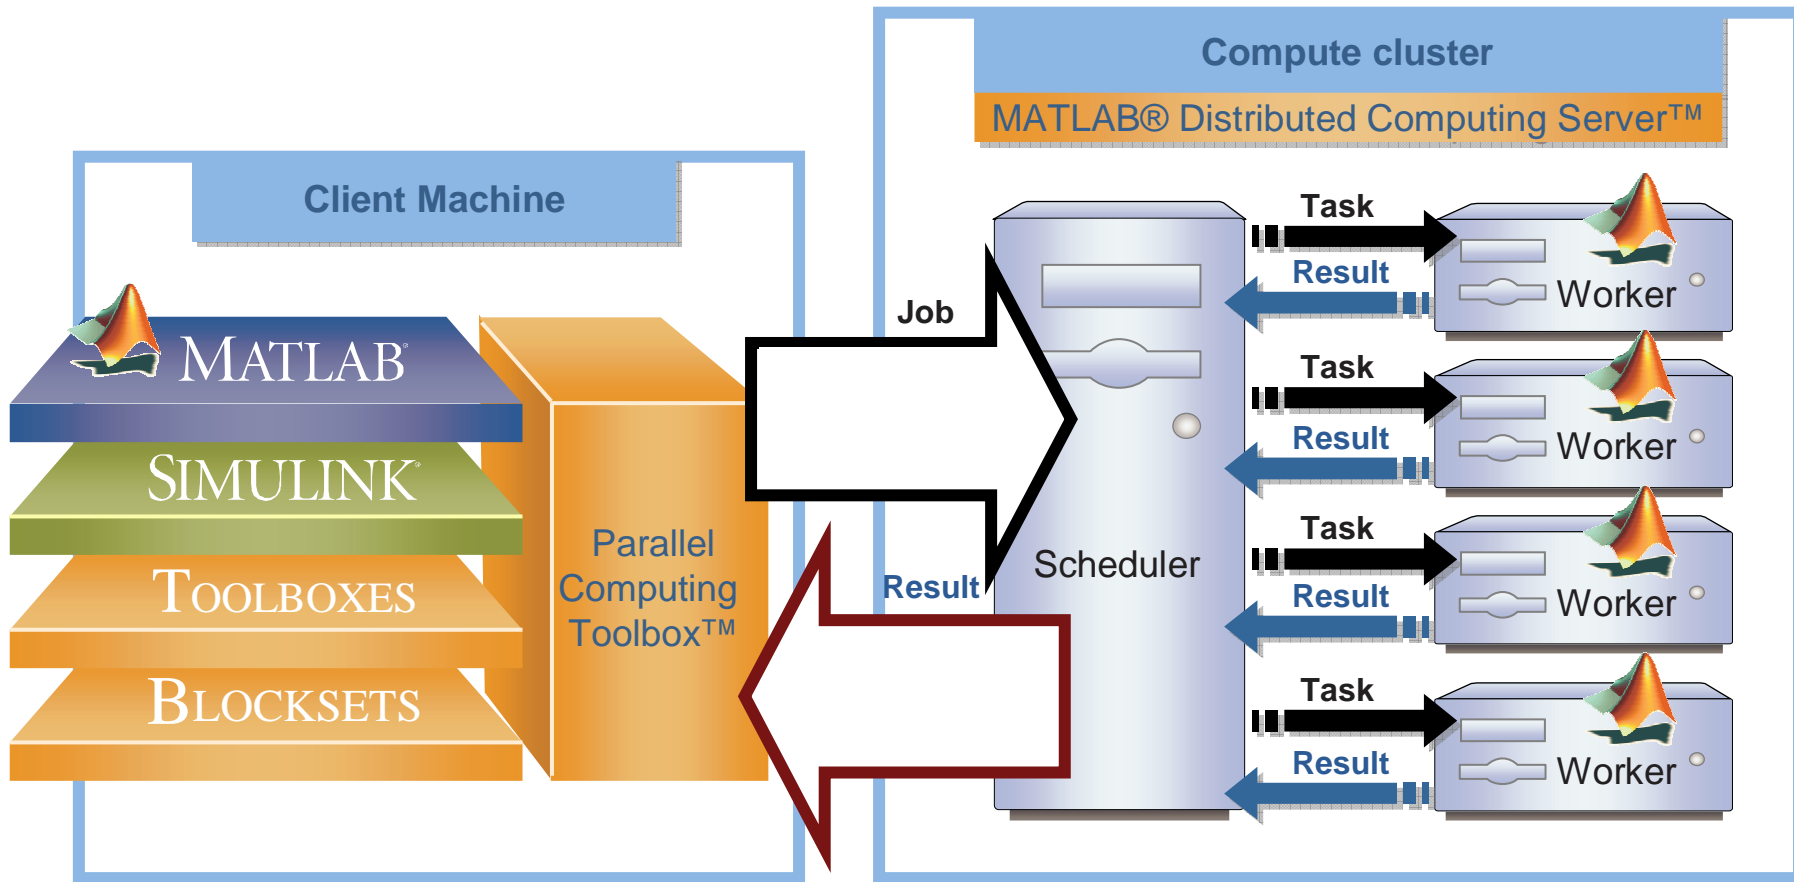 Compute cluster
MATLAB® Distributed Computing Server™
Client Machine
MATLAB®
SIMULINK®
TOOLBOXES
BLOCKSETS
Parallel
Computing
Toolbox™
Job
Result
Scheduler
Task
Result
Worker
Task
Result
Worker
Task
Result
Worker
Task
Result
Worker